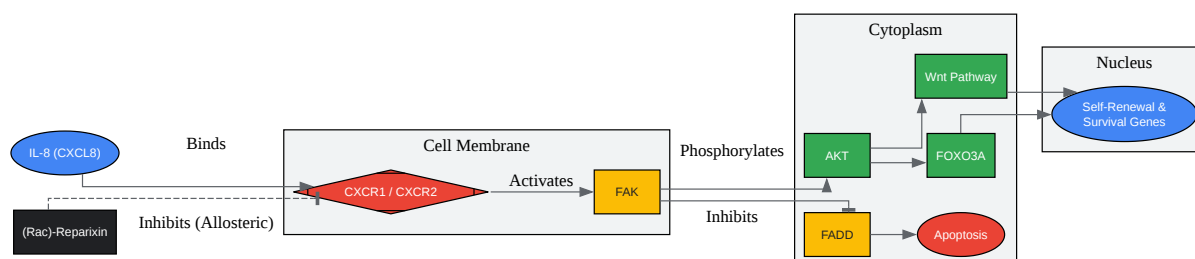 Cytoplasm
Nucleus
Wnt Pathway
Self-Renewal &
Survival Genes
IL-8 (CXCL8)
Binds
Cell Membrane
Phosphorylates
AKT
FOXO3A
CXCR1 / CXCR2
Activates
FAK
(Rac)-Reparixin
Inhibits (Allosteric)
Inhibits
FADD
Apoptosis